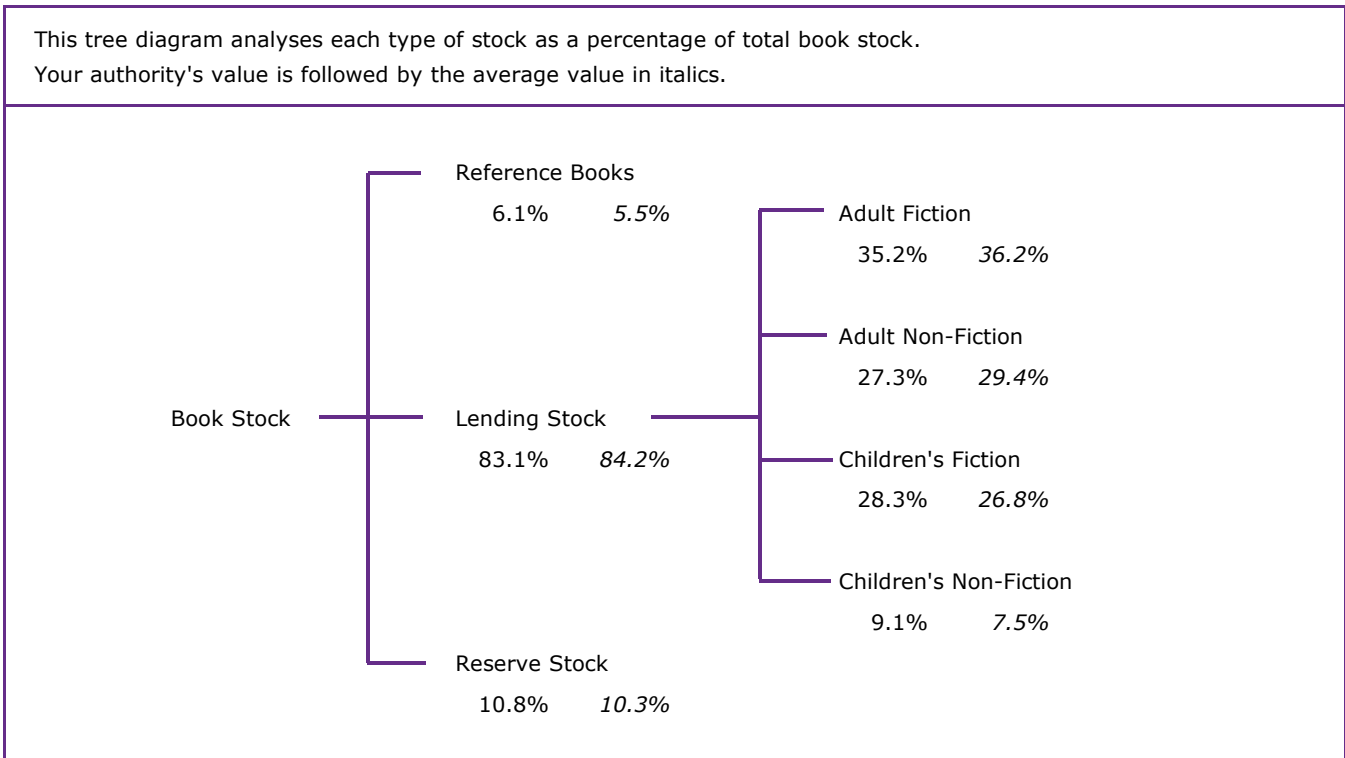 This tree diagram analyses each type of stock as a percentage of total book stock.
Your authority's value is followed by the average value in italics.
Reference Books
6.1% 5.5%
Adult Fiction
35.2% 36.2%
Adult Non-Fiction
27.3% 29.4%
Book Stock
Lending Stock
83.1% 84.2%
Children's Fiction
28.3% 26.8%
Children's Non-Fiction
9.1% 7.5%
Reserve Stock
10.8% 10.3%